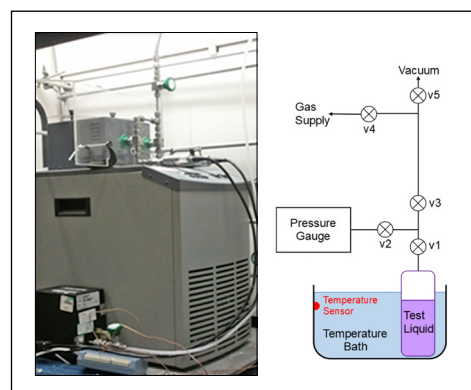 Vacuum
v5
Gas
Supply
v4
v3
Pressure
Gauge
v2
v1
Temperature
Sensor
Test
Liquid
Temperature
Bath